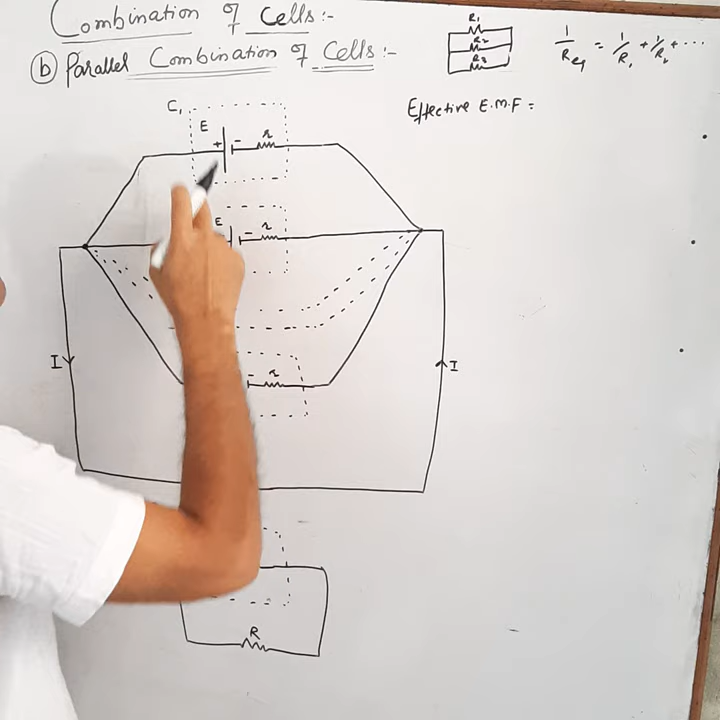 Combination of Cells:-
(b) Parallel Combination of Cells:-
R1
R2
R3
1/Req = 1/R1 + 1/R2 + ...
Effective E.M.F =
C1
E
+ - r
E
- r
- r
I
I
R